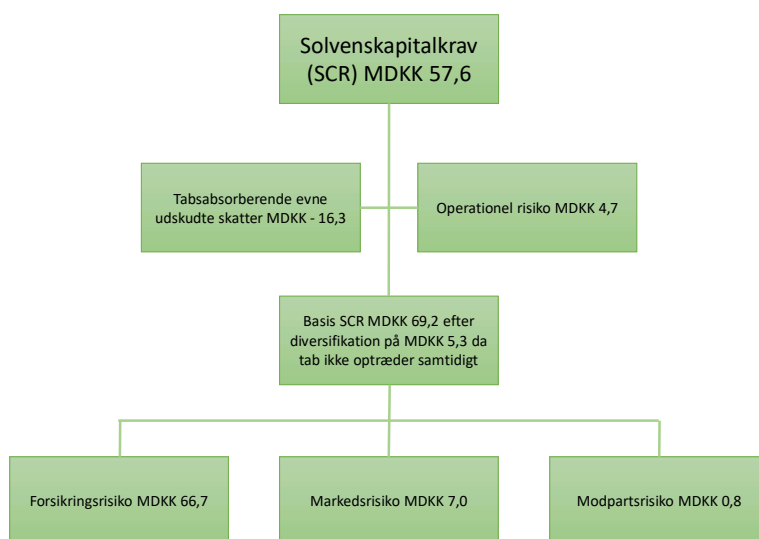 Solvenskapitalkrav
(SCR) MDKK 57,6
Tabsabsorberende evne
udskudte skatter MDKK - 16,3
Operationel risiko MDKK 4,7
Basis SCR MDKK 69,2 efter
diversifikation på MDKK 5,3 da
tab ikke optræder samtidigt
Forsikringsrisiko MDKK 66,7
Markedsrisiko MDKK 7,0
Modpartsrisiko MDKK 0,8